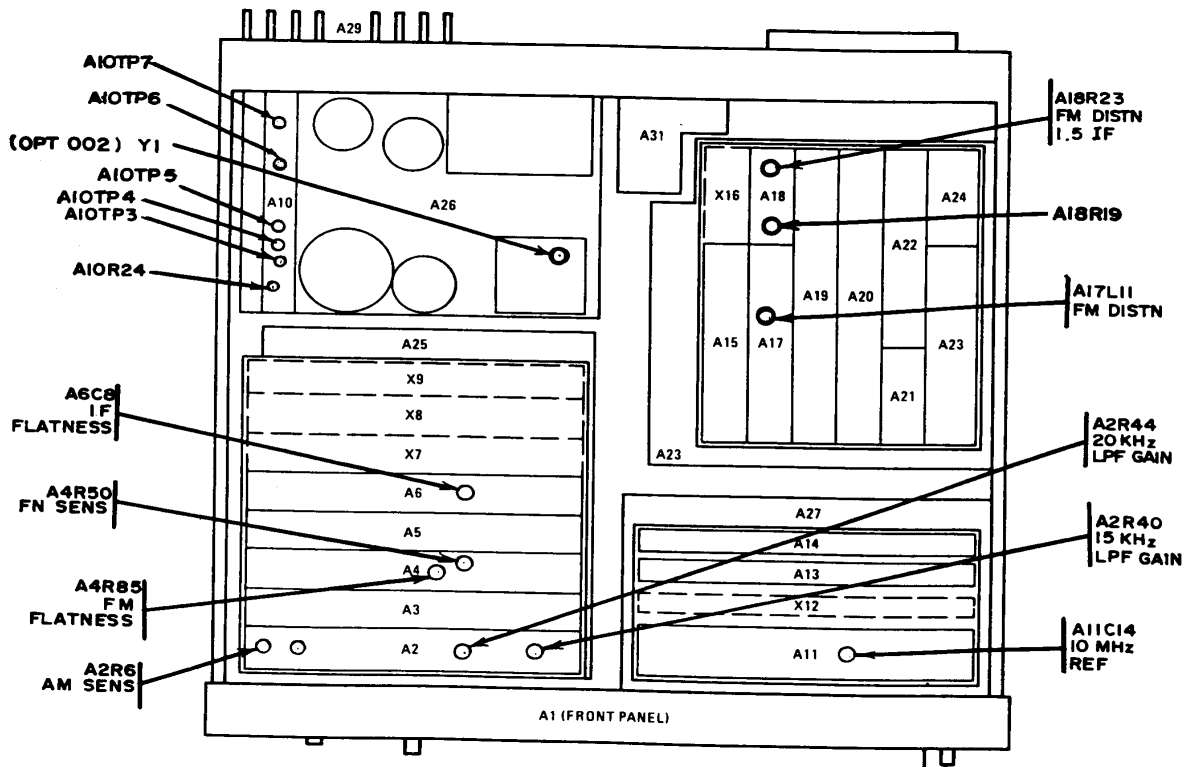 A29
A10TP7
A10TP6
(OPT 002) Y1
A10TP5
A10TP4
A10TP3
A10R24
A10
A26
A31
X16
A18
A24
A22
A19
A20
A15
A17
A23
A21
A23
A18R23
FM DISTN
1.5 IF
A18R19
A17L11
FM DISTN
A25
X9
X8
X7
A6
A5
A4
A3
A2
A6C8
IF
FLATNESS
A4R50
FN SENS
A4R85
FM
FLATNESS
A2R6
AM SENS
A27
A14
A13
X12
A11
A2R44
20 KHz
LPF GAIN
A2R40
15 KHz
LPF GAIN
A11C14
10 MHz
REF
A1 (FRONT PANEL)